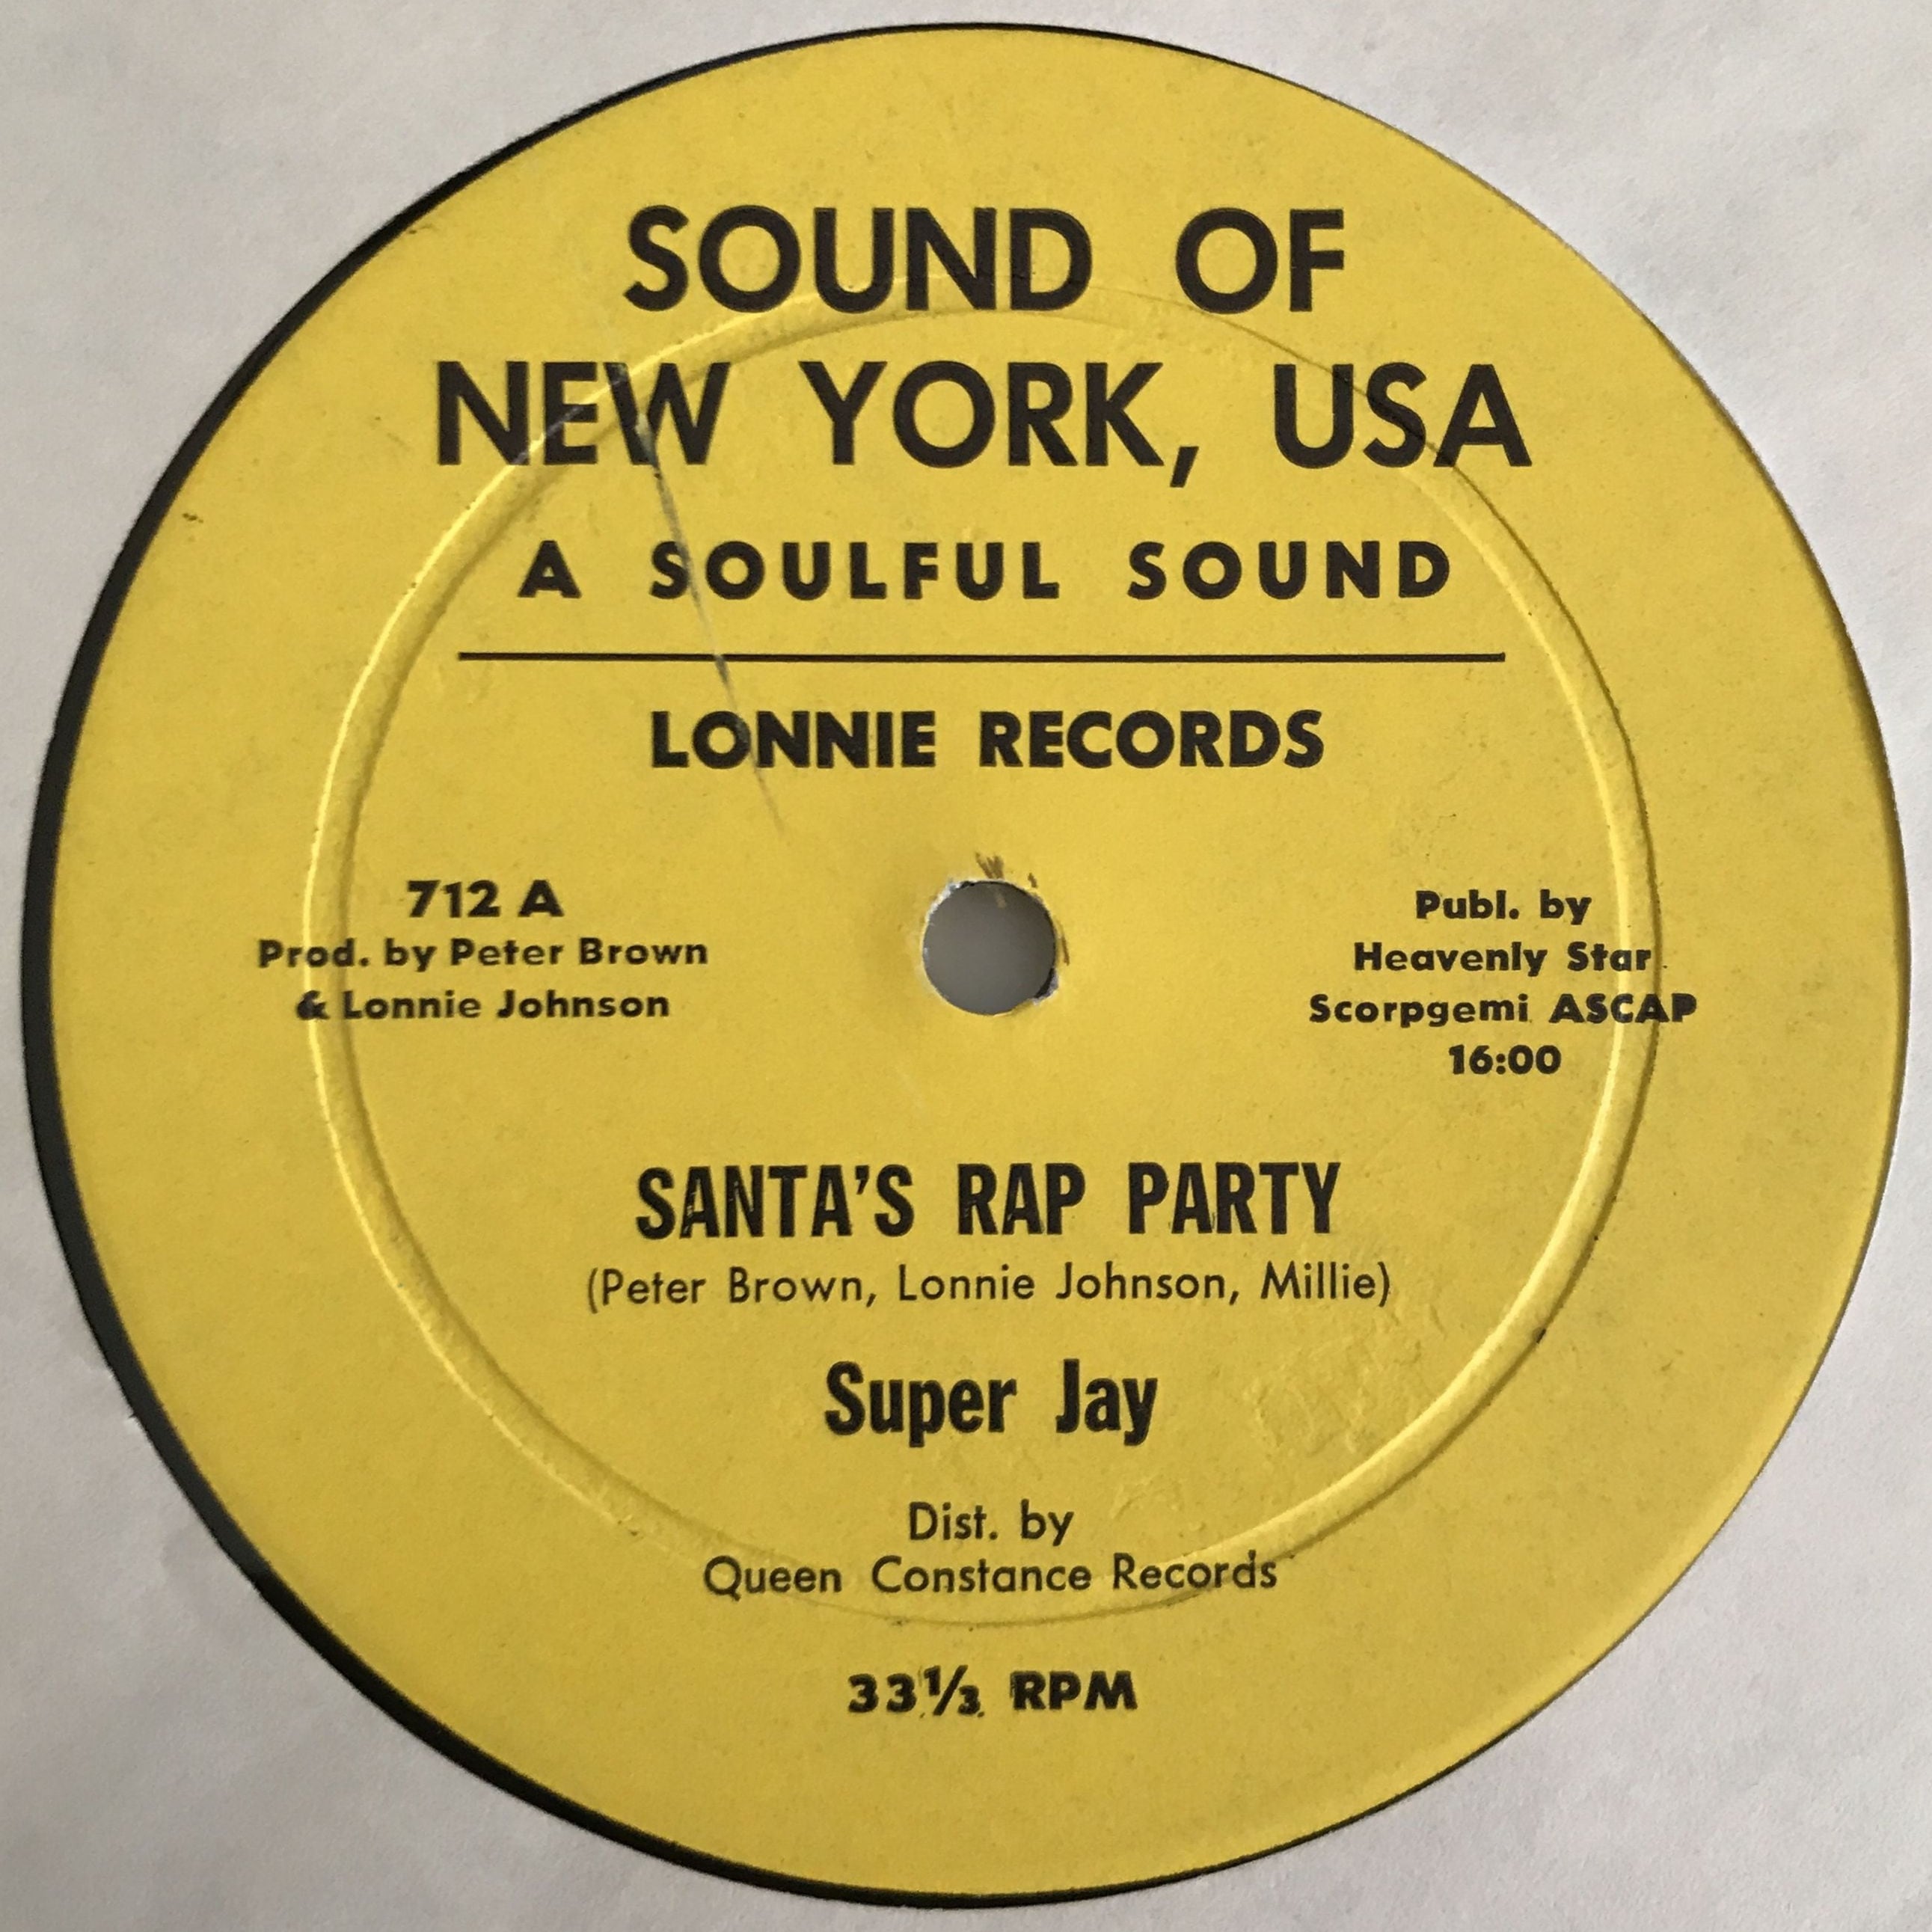 SOUND OF
NEW YORK, USA
A SOULFUL SOUND
LONNIE RECORDS
712 A
Prod. by Peter Brown
& Lonnie Johnson
Publ. by
Heavenly Star
Scorpgemi ASCAP
16:00
SANTA'S RAP PARTY
(Peter Brown, Lonnie Johnson, Millie)
Super Jay
Dist. by
Queen Constance Records
33⅓ RPM